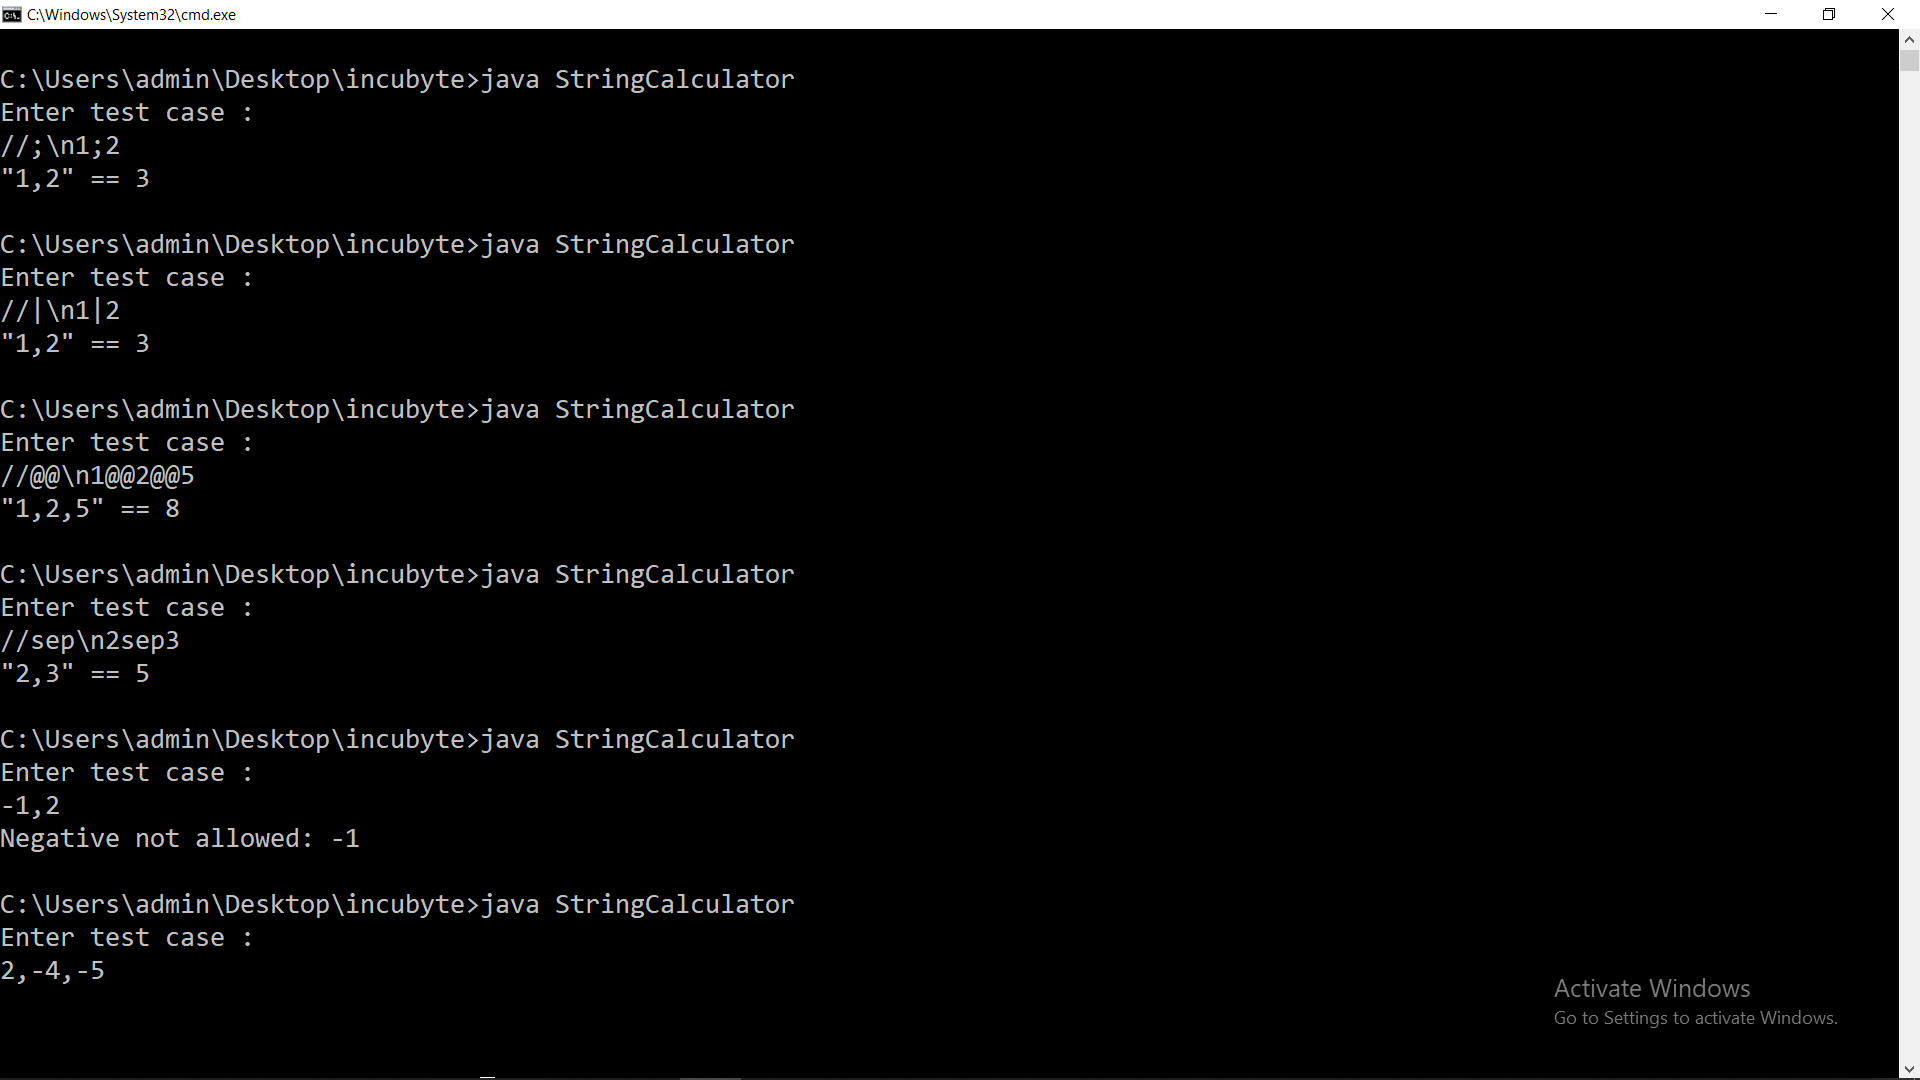 C:\Windows\System32\cmd.exe
C:\Users\admin\Desktop\incubyte>java StringCalculator
Enter test case :
//;\n1;2
"1,2" == 3
C:\Users\admin\Desktop\incubyte>java StringCalculator
Enter test case :
//|\n1|2
"1,2" == 3
C:\Users\admin\Desktop\incubyte>java StringCalculator
Enter test case :
//@@\n1@@2@@5
"1,2,5" == 8
C:\Users\admin\Desktop\incubyte>java StringCalculator
Enter test case :
//sep\n2sep3
"2,3" == 5
C:\Users\admin\Desktop\incubyte>java StringCalculator
Enter test case :
-1,2
Negative not allowed: -1
C:\Users\admin\Desktop\incubyte>java StringCalculator
Enter test case :
2,-4,-5
Activate Windows
Go to Settings to activate Windows.